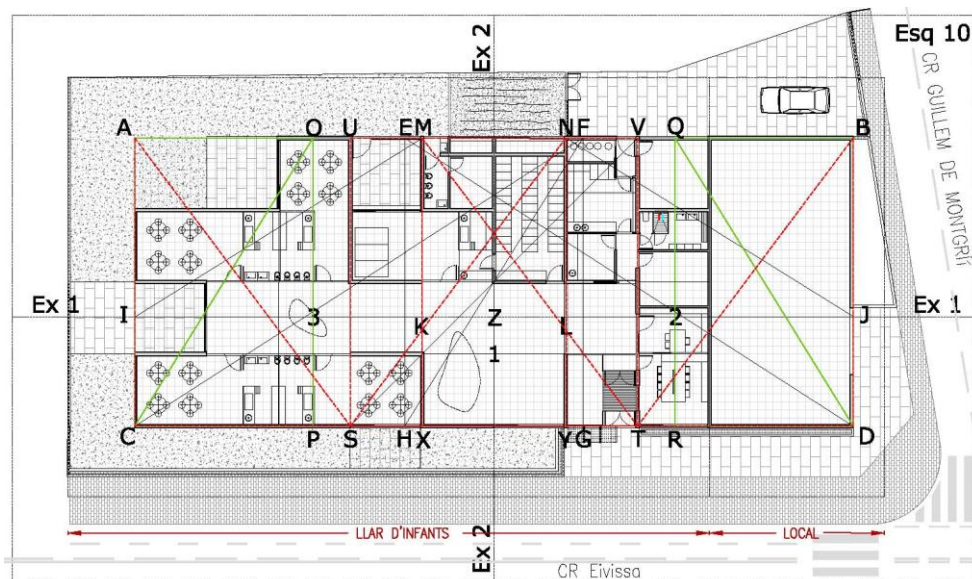 Esq 10
Ex 2
CR GUILLEM DE MONTGRÍ
A O U EM NF V Q B
Ex 1 I 3 K Z L 2 J Ex 1
1
C P S HX YG T R D
LLAR D'INFANTS LOCAL
Ex 2
CR Eivissa